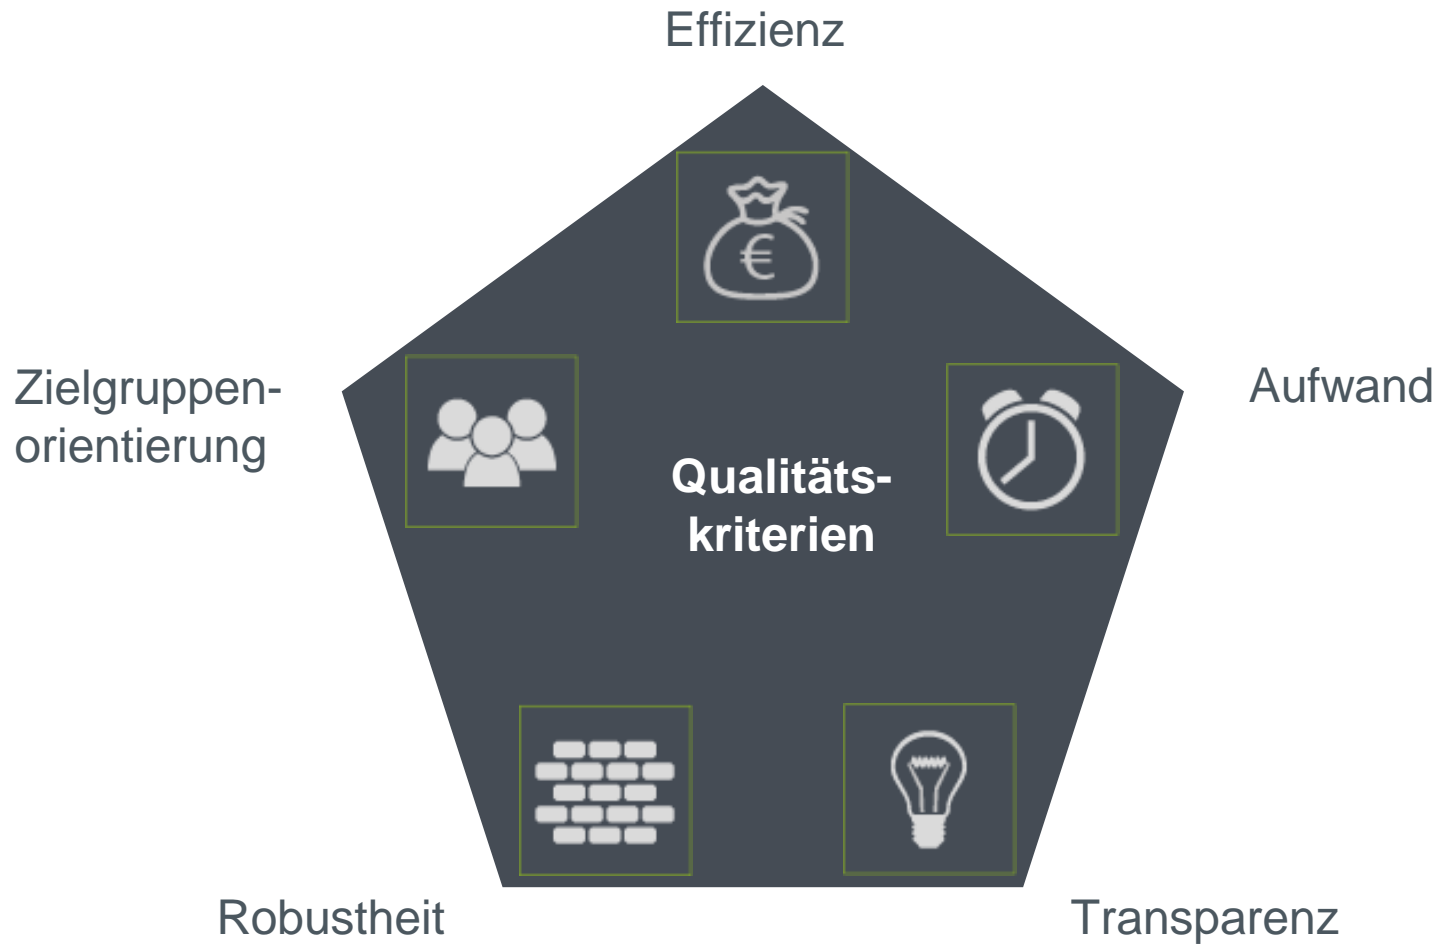 Effizienz
Zielgruppen-
orientierung
Aufwand
€
Qualitäts-
kriterien
Robustheit
Transparenz